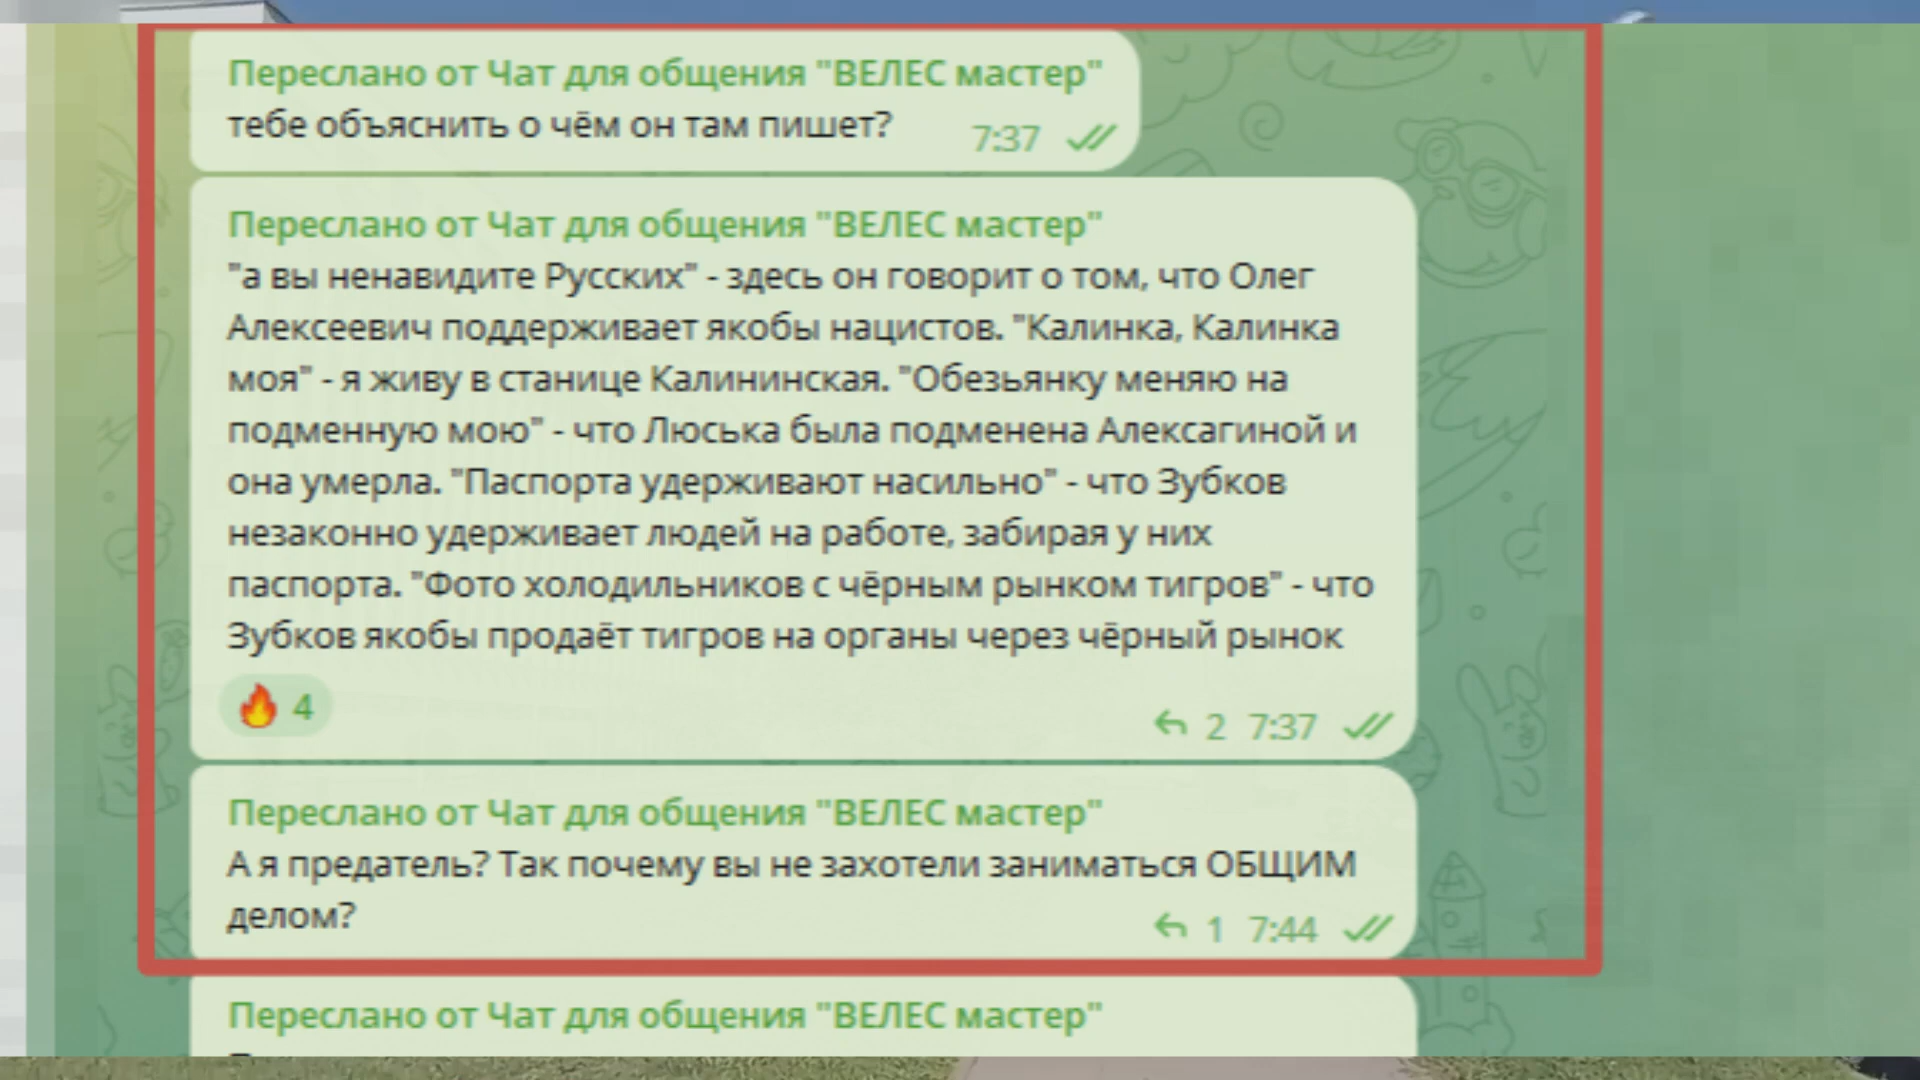 Переслано от Чат для общения "ВЕЛЕС мастер"
тебе объяснить о чём он там пишет?
7:37
Переслано от Чат для общения "ВЕЛЕС мастер"
"а вы ненавидите Русских" - здесь он говорит о том, что Олег
Алексеевич поддерживает якобы нацистов. "Калинка, Калинка
моя" - я живу в станице Калининская. "Обезьянку меняю на
подменную мою" - что Люська была подменена Алексагиной и
она умерла. "Паспорта удерживают насильно" - что Зубков
незаконно удерживает людей на работе, забирая у них
паспорта. "Фото холодильников с чёрным рынком тигров" - что
Зубков якобы продаёт тигров на органы через чёрный рынок
4
2 7:37
Переслано от Чат для общения "ВЕЛЕС мастер"
А я предатель? Так почему вы не захотели заниматься ОБЩИМ
делом?
1 7:44
Переслано от Чат для общения "ВЕЛЕС мастер"